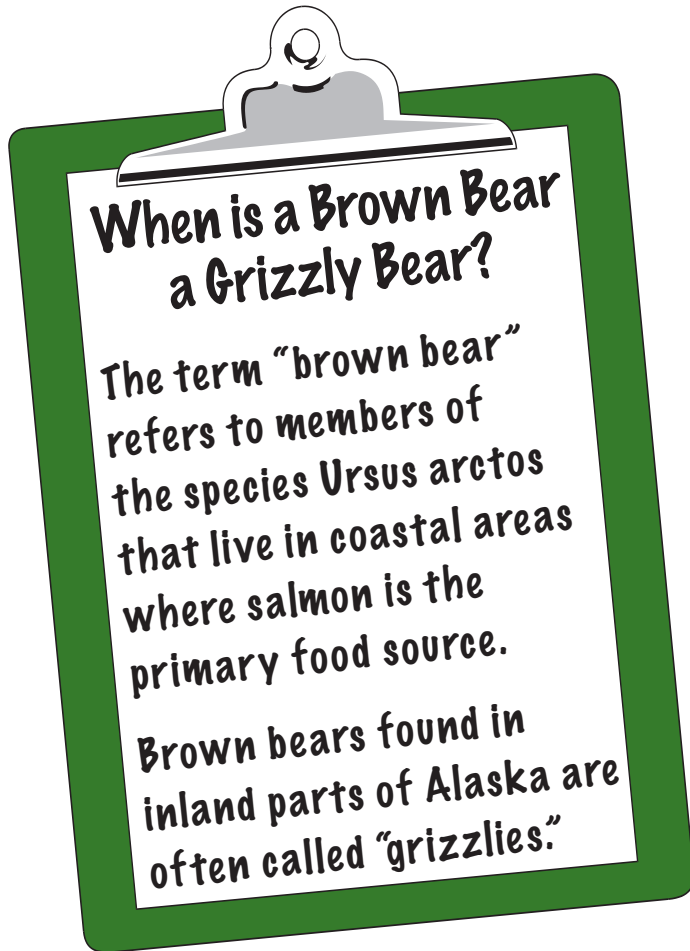 When is a Brown Bear
a Grizzly Bear?
The term “brown bear”
refers to members of
the species Ursus arctos
that live in coastal areas
where salmon is the
primary food source.
Brown bears found in
inland parts of Alaska are
often called “grizzlies.”